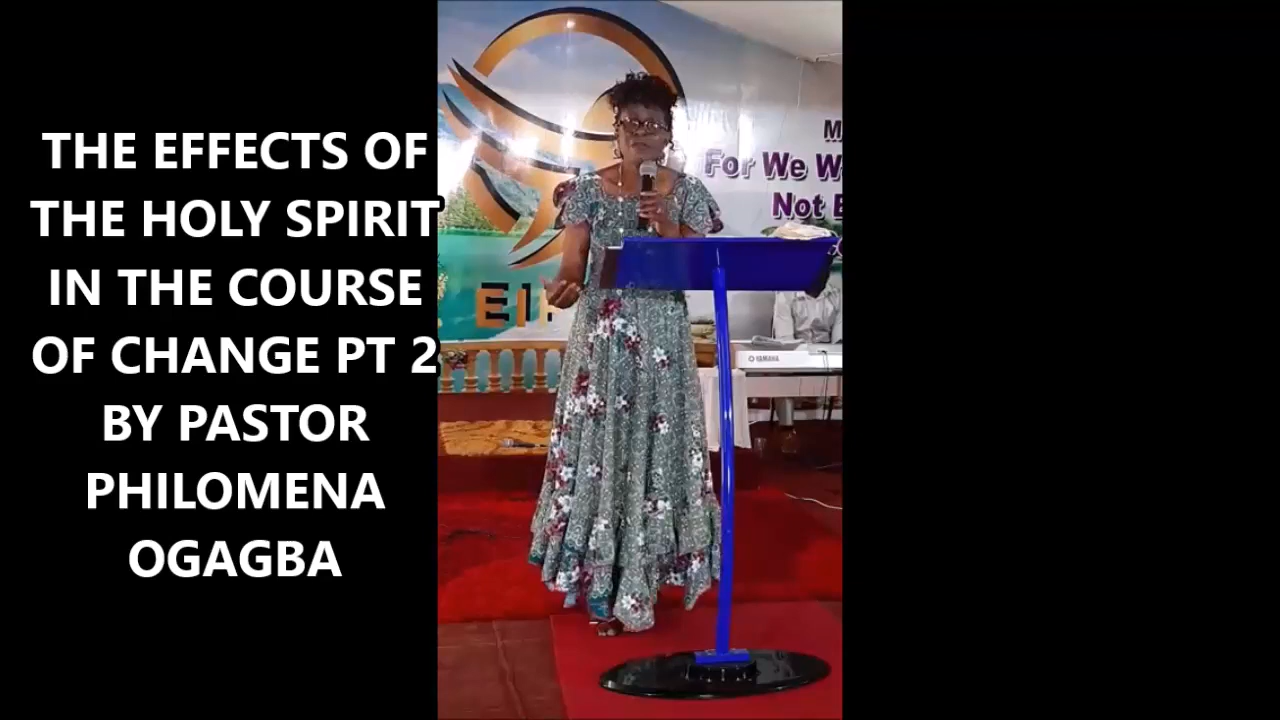 THE EFFECTS OF
THE HOLY SPIRIT
IN THE COURSE
OF CHANGE PT 2
BY PASTOR
PHILOMENA
OGAGBA
For We
Not
YAMAHA